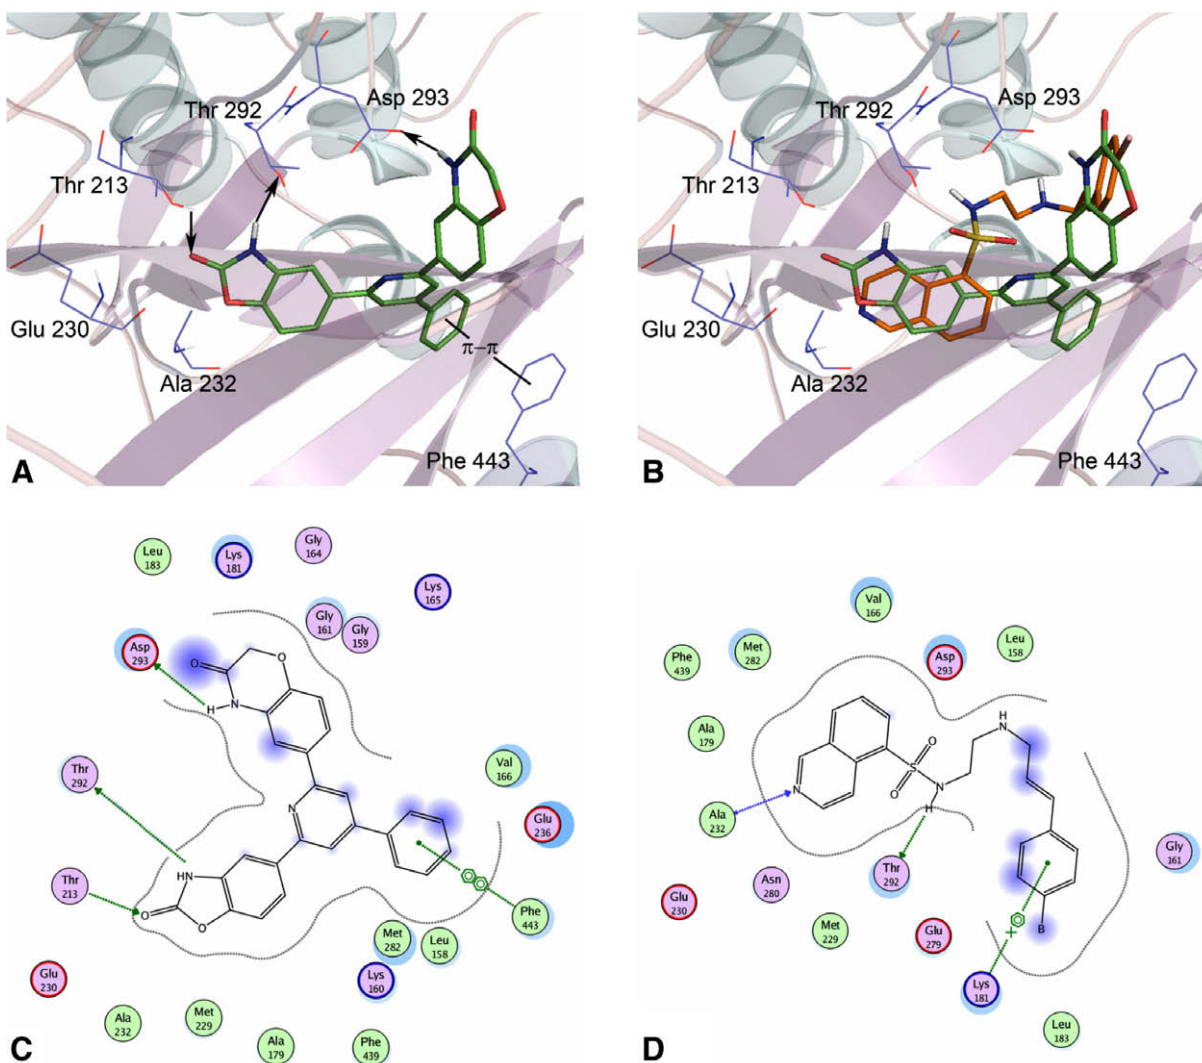 Thr 292
Asp 293
Thr 213
Glu 230
Ala 232
π–π
Phe 443
A
Thr 292
Asp 293
Thr 213
Glu 230
Ala 232
Phe 443
B
Leu
183
Lys
181
Gly
164
Lys
165
Gly
161
Gly
159
Asp
293
O
O
N
H
Thr
292
Val
166
N
Glu
236
Thr
213
NH
O
O
Phe
443
Met
282
Leu
158
Glu
230
Lys
160
Ala
232
Met
229
Ala
179
Phe
439
C
Val
166
Phe
439
Met
282
Asp
293
Leu
158
H
N
Ala
179
O
S
O
N
N
H
Ala
232
Gly
161
Thr
292
Asn
280
Glu
230
Met
229
Glu
279
B
Lys
181
Leu
183
D